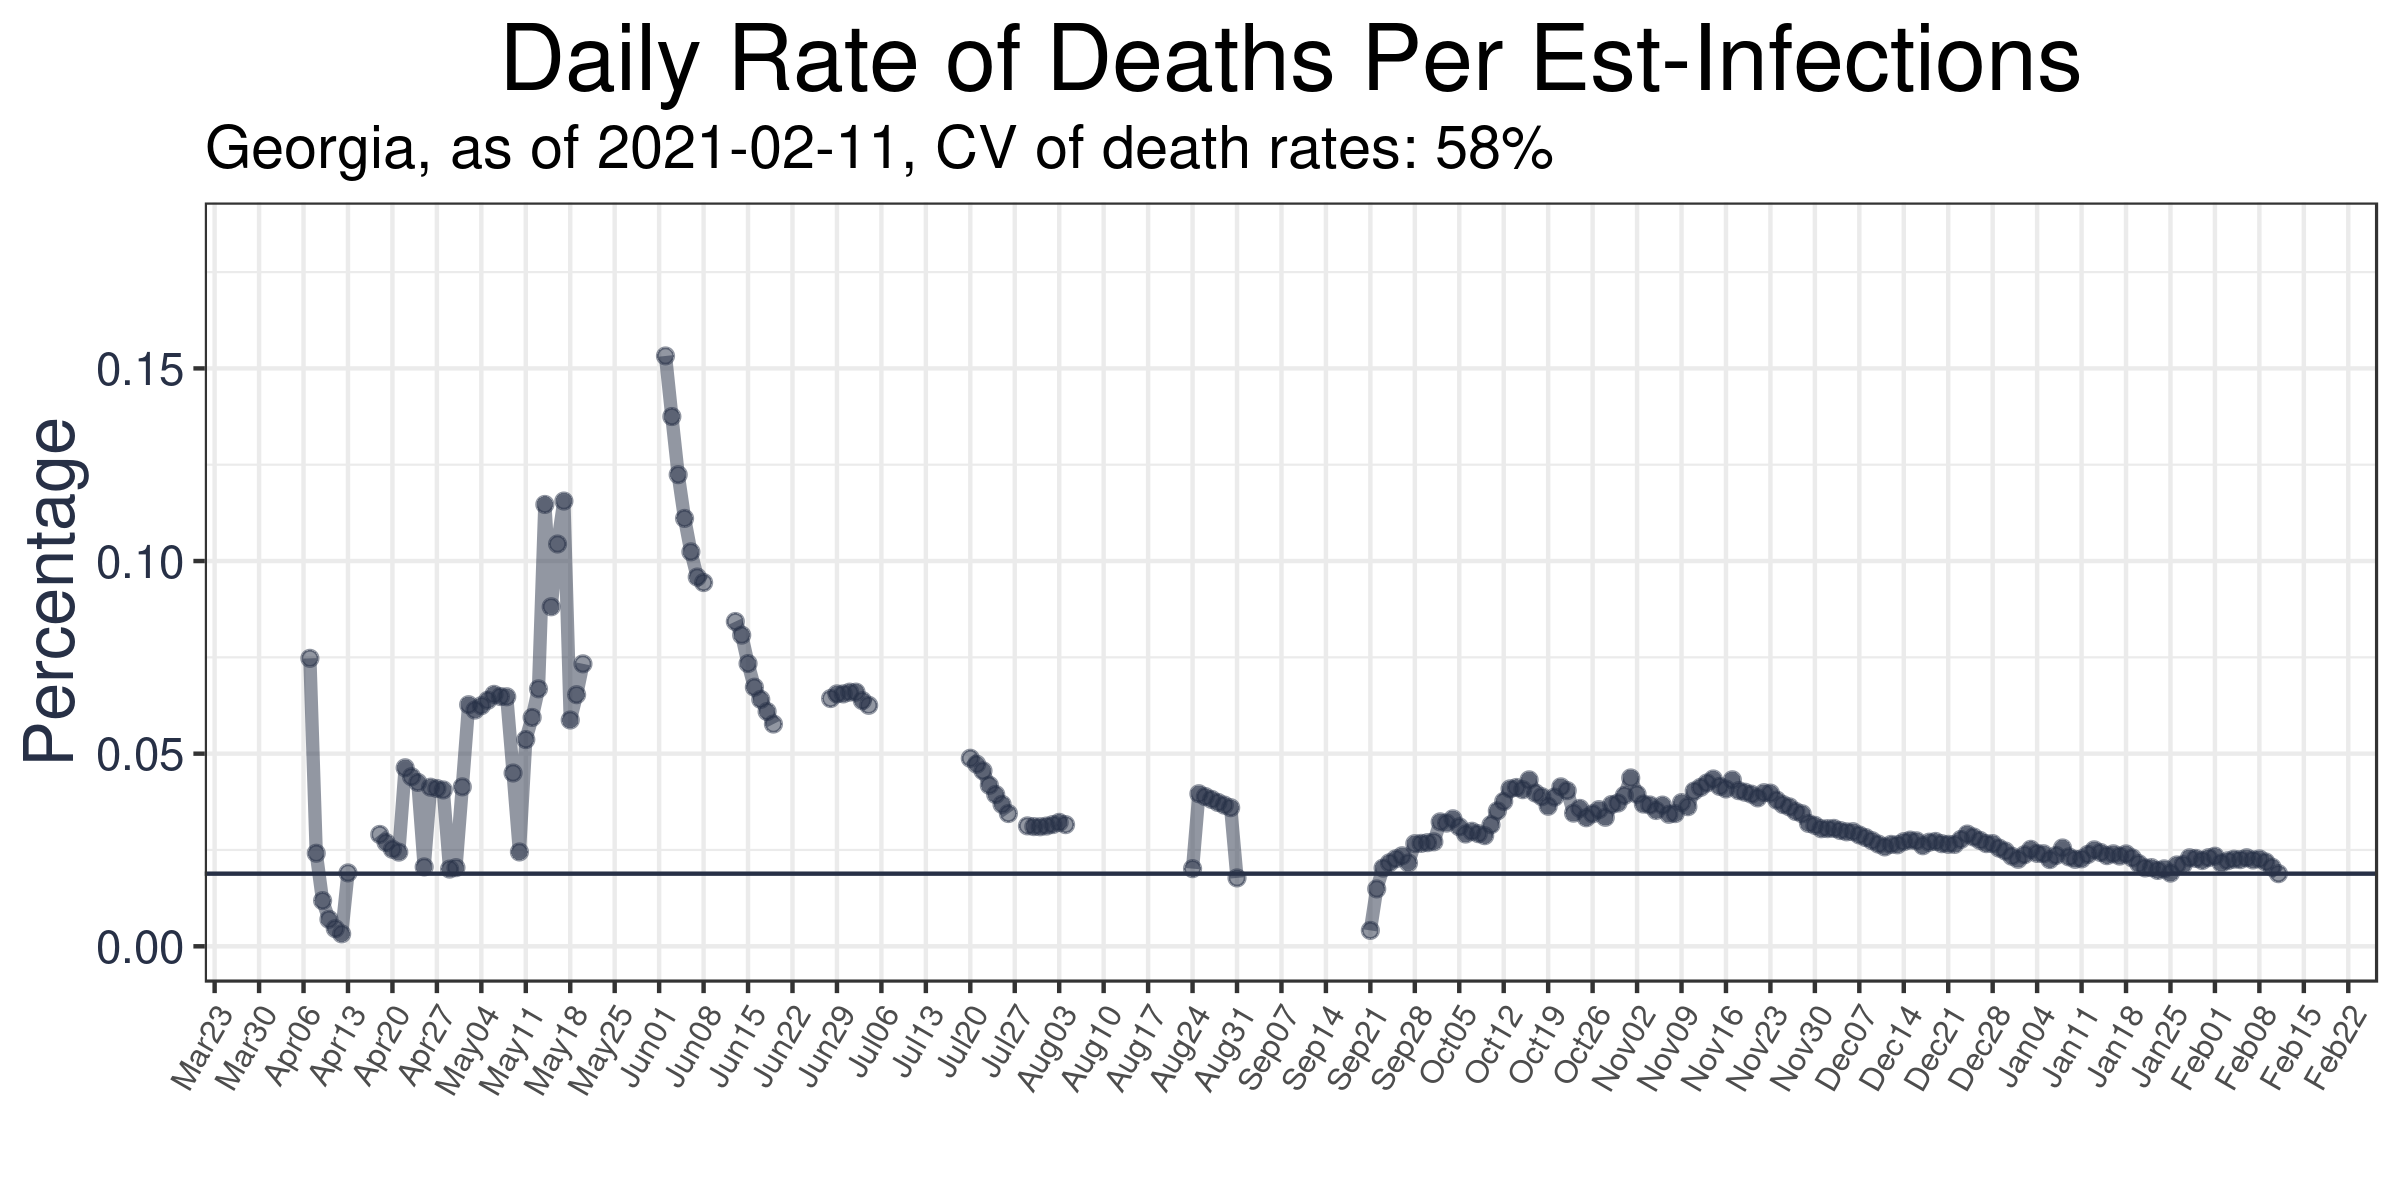 Daily Rate of Deaths Per Est-Infections
Georgia, as of 2021-02-11, CV of death rates: 58%
Percentage
0.15
0.10
0.05
0.00
Mar23
Mar30
Apr06
Apr13
Apr20
Apr27
May04
May11
May18
May25
Jun01
Jun08
Jun15
Jun22
Jun29
Jul06
Jul13
Jul20
Jul27
Aug03
Aug10
Aug17
Aug24
Aug31
Sep07
Sep14
Sep21
Sep28
Oct05
Oct12
Oct19
Oct26
Nov02
Nov09
Nov16
Nov23
Nov30
Dec07
Dec14
Dec21
Dec28
Jan04
Jan11
Jan18
Jan25
Feb01
Feb08
Feb15
Feb22